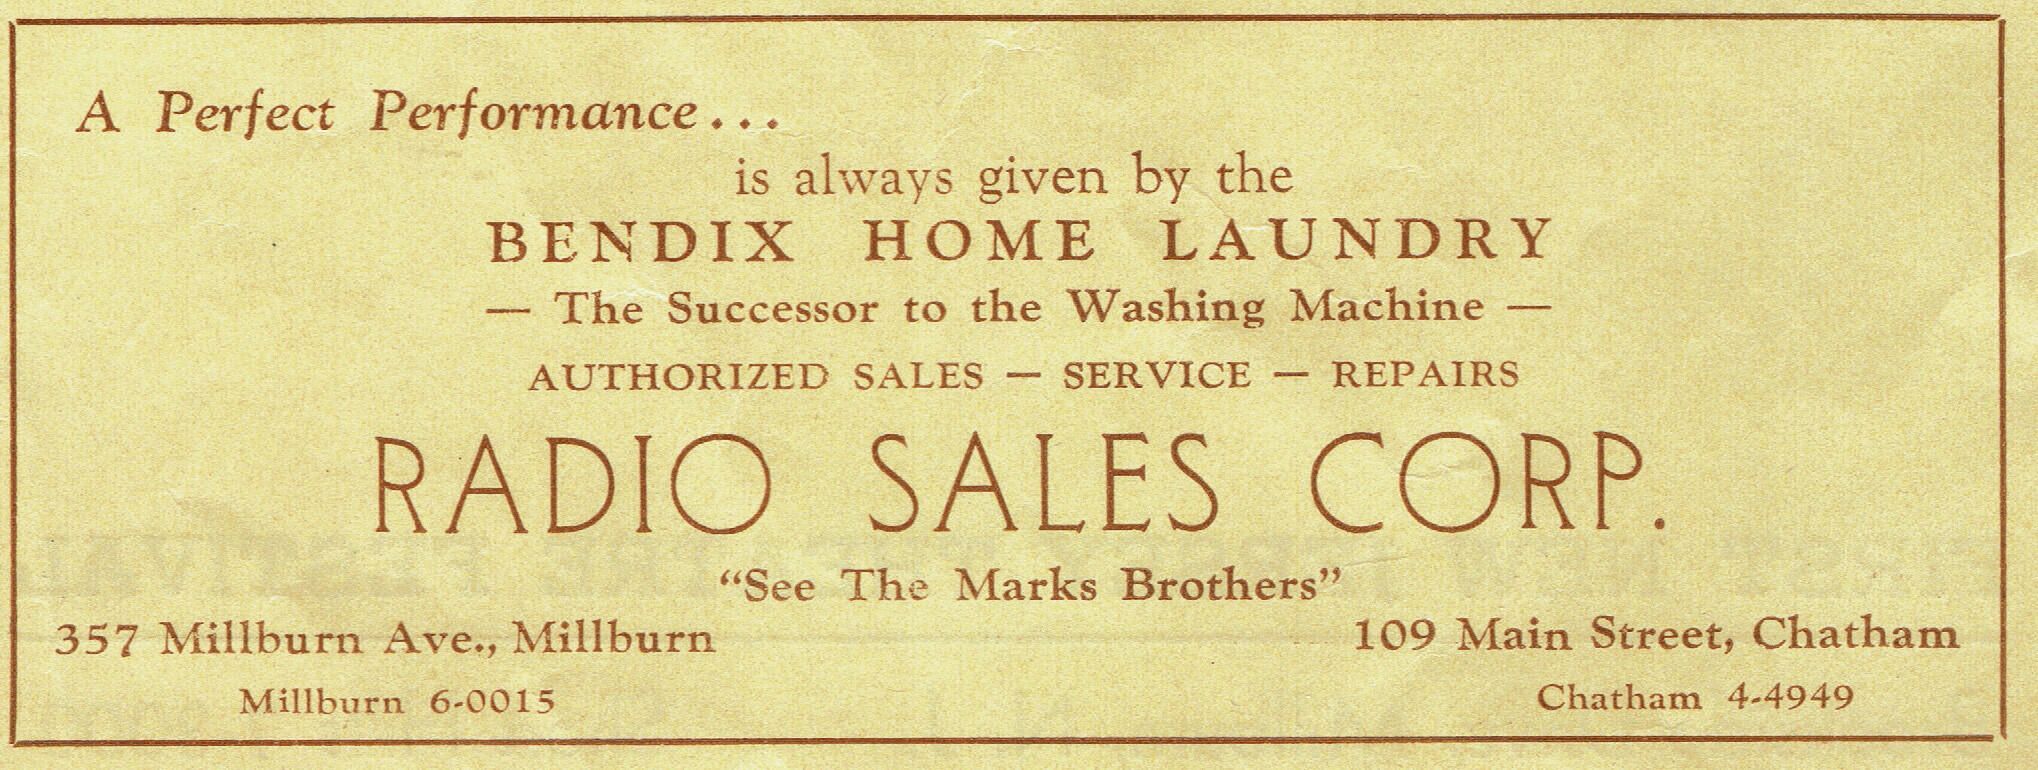 A Perfect Performance...
is always given by the
BENDIX HOME LAUNDRY
— The Successor to the Washing Machine —
AUTHORIZED SALES — SERVICE — REPAIRS
RADIO SALES CORP.
“See The Marks Brothers”
357 Millburn Ave., Millburn
109 Main Street, Chatham
Millburn 6-0015
Chatham 4-4949